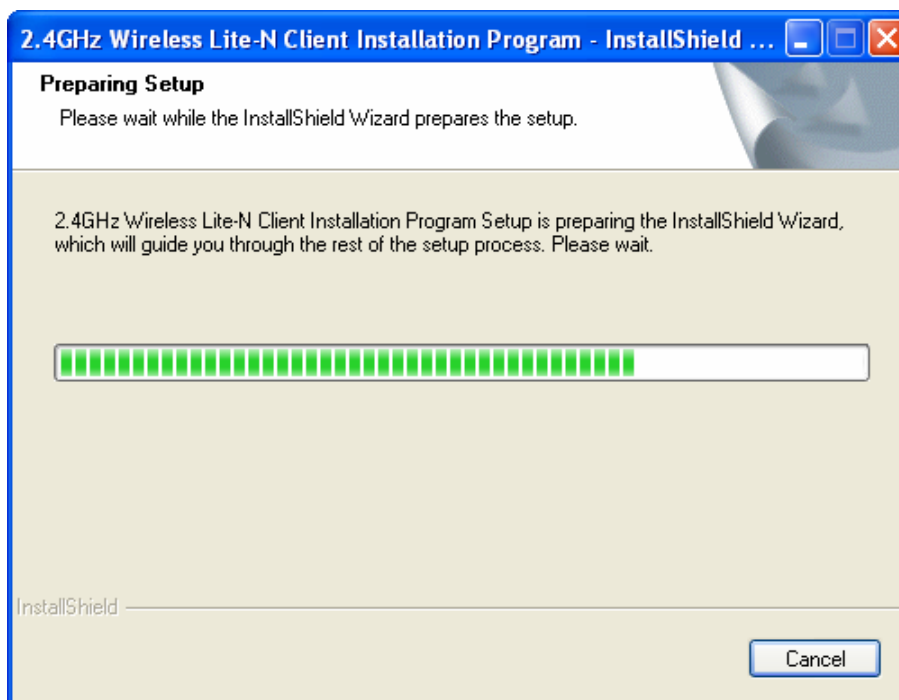 2.4GHz Wireless Lite-N Client Installation Program - InstallShield ...
Preparing Setup
Please wait while the InstallShield Wizard prepares the setup.
2.4GHz Wireless Lite-N Client Installation Program Setup is preparing the InstallShield Wizard,
which will guide you through the rest of the setup process. Please wait.
InstallShield
Cancel